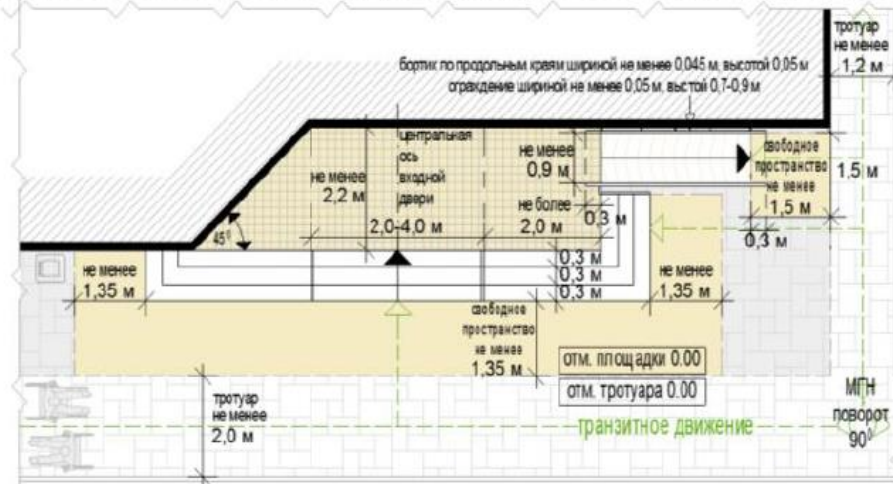 тротуар
не менее
1,2 м
бортик по продольным краям шириной не менее 0,045 м, высотой 0,05 м
ограждение шириной не менее 0,05 м, выстой 0,7-0,9 м
центральная
ось
входной
двери
не менее
2,2 м
не менее
0,9 м
свободное
пространство
не менее
1,5 м
1,5 м
45⁰
2,0-4,0 м
не более
2,0 м
0,3 м
0,3 м
0,3 м
0,3 м
0,3 м
не менее
1,35 м
не менее
1,35 м
свободное
пространство
не менее
1,35 м
отм. площадки 0.00
отм. тротуара 0.00
тротуар
не менее
2,0 м
транзитное движение
МГН
поворот
90⁰